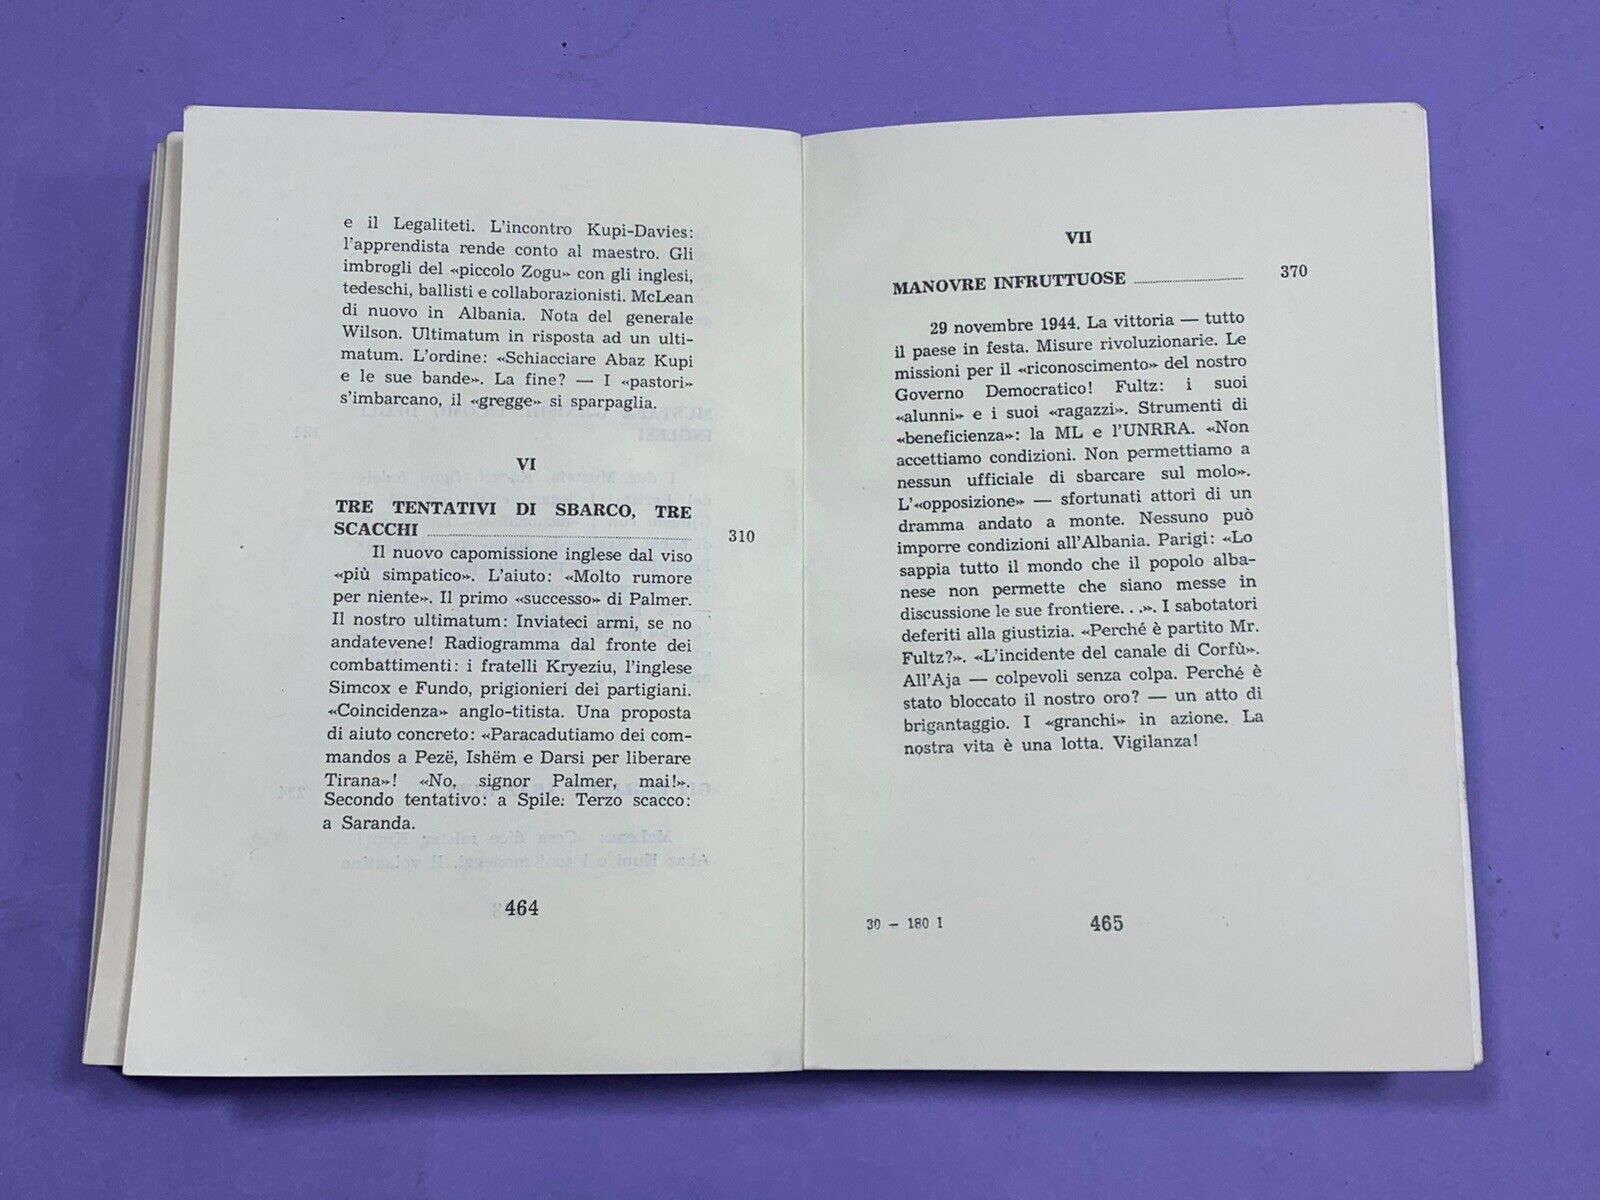 e il Legaliteti. L'incontro Kupi-Davies:
l'apprendista rende conto al maestro. Gli
imbrogli del «piccolo Zogu» con gli inglesi,
tedeschi, ballisti e collaborazionisti. McLean
di nuovo in Albania. Nota del generale
Wilson. Ultimatum in risposta ad un ulti-
matum. L'ordine: «Schiacciare Abaz Kupi
e le sue bande». La fine? — I «pastori»
s'imbarcano, il «gregge» si sparpaglia.
VI
TRE TENTATIVI DI SBARCO, TRE
SCACCHI 310
Il nuovo capomissione inglese dal viso
«più simpatico». L'aiuto: «Molto rumore
per niente». Il primo «successo» di Palmer.
Il nostro ultimatum: Inviateci armi, se no
andatevene! Radiogramma dal fronte dei
combattimenti: i fratelli Kryeziu, l'inglese
Simcox e Fundo, prigionieri dei partigiani.
«Coincidenza» anglo-titista. Una proposta
di aiuto concreto: «Paracadutiamo dei com-
mandos a Pezë, Ishëm e Darsi per liberare
Tirana»! «No, signor Palmer, mai!».
Secondo tentativo: a Spile: Terzo scacco:
a Saranda.
464
VII
MANOVRE INFRUTTUOSE 370
29 novembre 1944. La vittoria — tutto
il paese in festa. Misure rivoluzionarie. Le
missioni per il «riconoscimento» del nostro
Governo Democratico! Fultz: i suoi
«alunni» e i suoi «ragazzi». Strumenti di
«beneficienza»: la ML e l'UNRRA. «Non
accettiamo condizioni. Non permettiamo a
nessun ufficiale di sbarcare sul molo».
L'«opposizione» — sfortunati attori di un
dramma andato a monte. Nessuno può
imporre condizioni all'Albania. Parigi: «Lo
sappia tutto il mondo che il popolo alba-
nese non permette che siano messe in
discussione le sue frontiere...». I sabotatori
deferiti alla giustizia. «Perché è partito Mr.
Fultz?». «L'incidente del canale di Corfù».
All'Aja — colpevoli senza colpa. Perché è
stato bloccato il nostro oro? — un atto di
brigantaggio. I «granchi» in azione. La
nostra vita è una lotta. Vigilanza!
30 — 180 I
465